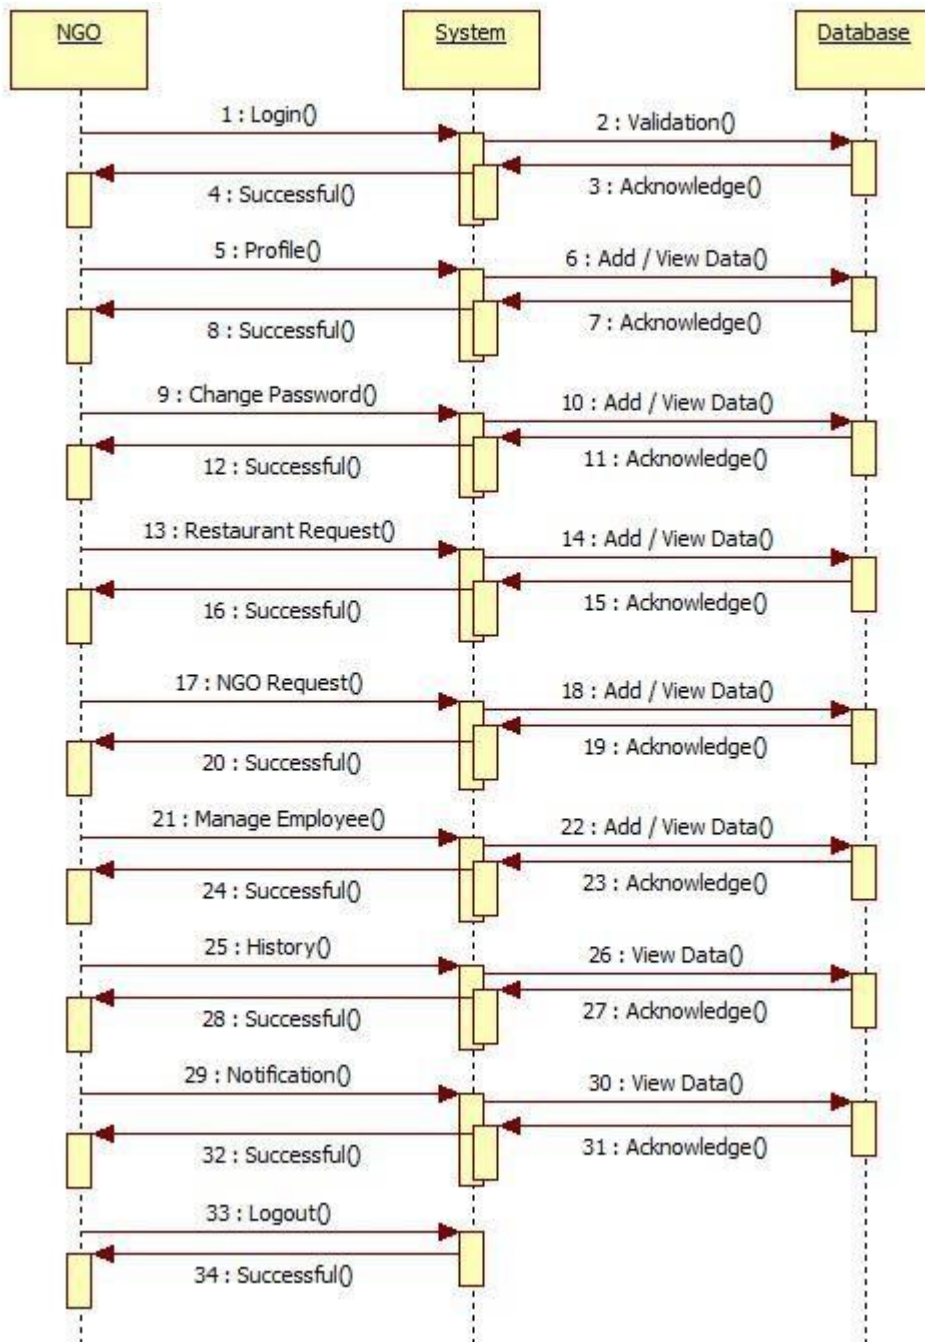 NGO
System
Database
1 : Login()
2 : Validation()
3 : Acknowledge()
4 : Successful()
5 : Profile()
6 : Add / View Data()
7 : Acknowledge()
8 : Successful()
9 : Change Password()
10 : Add / View Data()
11 : Acknowledge()
12 : Successful()
13 : Restaurant Request()
14 : Add / View Data()
15 : Acknowledge()
16 : Successful()
17 : NGO Request()
18 : Add / View Data()
19 : Acknowledge()
20 : Successful()
21 : Manage Employee()
22 : Add / View Data()
23 : Acknowledge()
24 : Successful()
25 : History()
26 : View Data()
27 : Acknowledge()
28 : Successful()
29 : Notification()
30 : View Data()
31 : Acknowledge()
32 : Successful()
33 : Logout()
34 : Successful()